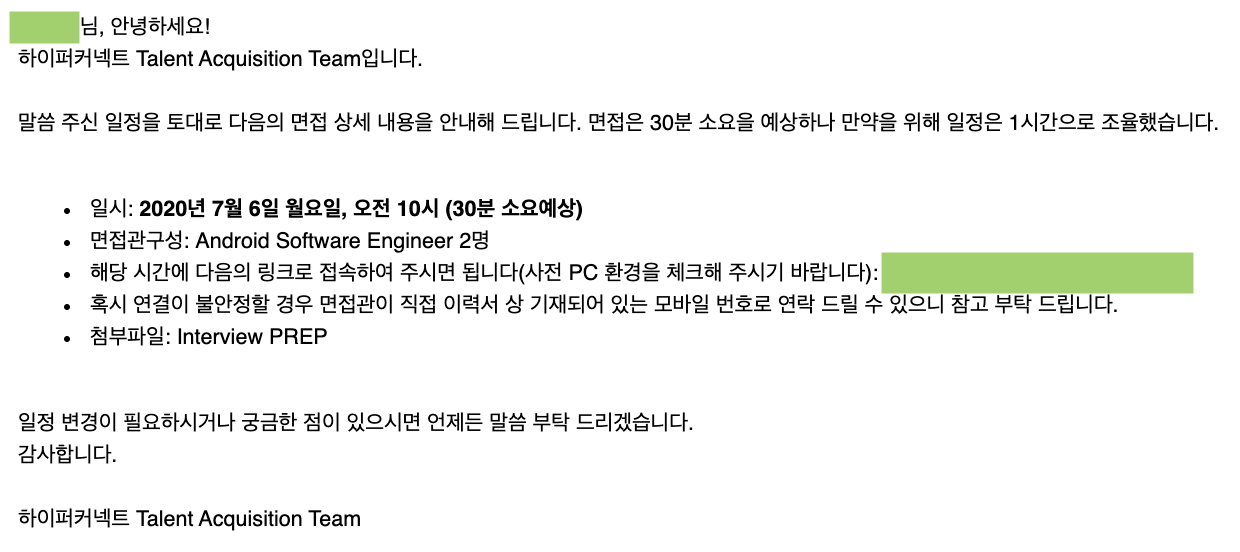 님, 안녕하세요!
하이퍼커넥트 Talent Acquisition Team입니다.
말씀 주신 일정을 토대로 다음의 면접 상세 내용을 안내해 드립니다. 면접은 30분 소요을 예상하나 만약을 위해 일정은 1시간으로 조율했습니다.
• 일시: 2020년 7월 6일 월요일, 오전 10시 (30분 소요예상)
• 면접관구성: Android Software Engineer 2명
• 해당 시간에 다음의 링크로 접속하여 주시면 됩니다(사전 PC 환경을 체크해 주시기 바랍니다):
• 혹시 연결이 불안정할 경우 면접관이 직접 이력서 상 기재되어 있는 모바일 번호로 연락 드릴 수 있으니 참고 부탁 드립니다.
• 첨부파일: Interview PREP
일정 변경이 필요하시거나 궁금한 점이 있으시면 언제든 말씀 부탁 드리겠습니다.
감사합니다.
하이퍼커넥트 Talent Acquisition Team